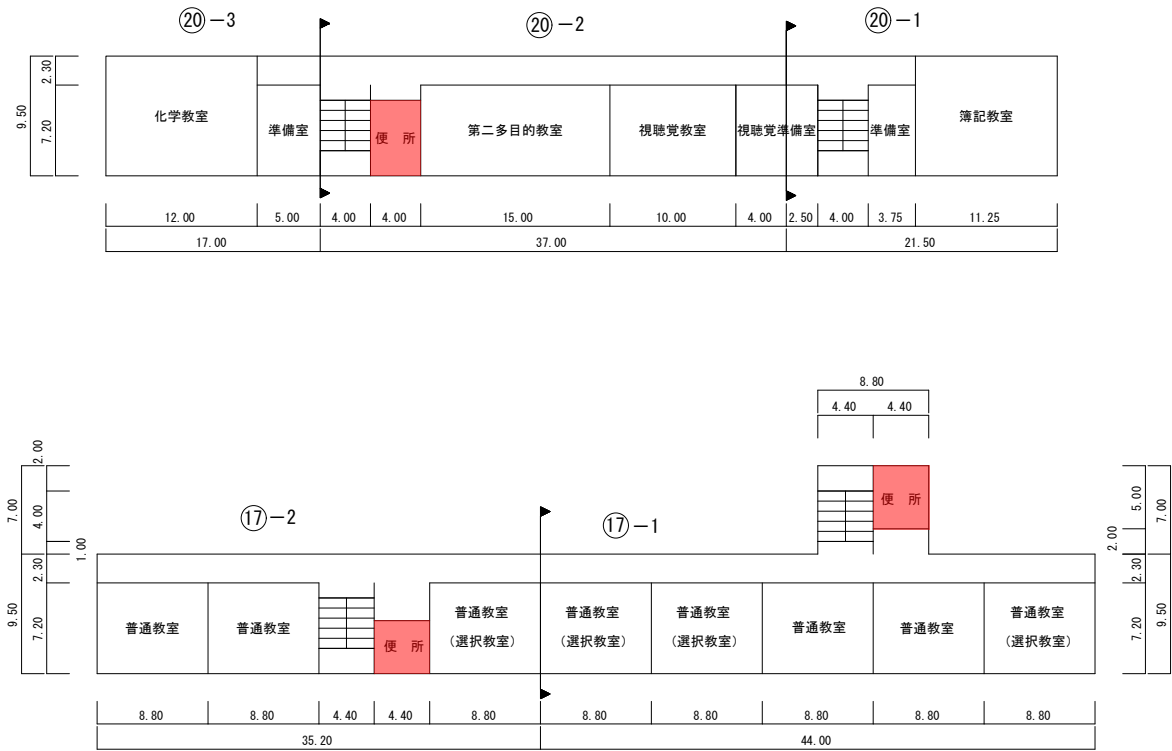 ⑳－3
⑳－2
⑳－1
9.50
2.30
7.20
化学教室
準備室
便 所
第二多目的教室
視聴覚教室
視聴覚準備室
準備室
簿記教室
12.00 5.00 4.00 4.00 15.00 10.00 4.00 2.50 4.00 3.75 11.25
17.00 37.00 21.50
8.80
4.40 4.40
2.00
7.00
4.00
1.00
9.50
2.30
7.20
⑰－2
⑰－1
便 所
5.00
7.00
2.00
2.30
7.20
9.50
普通教室
普通教室
便 所
普通教室
(選択教室)
普通教室
(選択教室)
普通教室
(選択教室)
普通教室
普通教室
普通教室
(選択教室)
8.80 8.80 4.40 4.40 8.80 8.80 8.80 8.80 8.80 8.80
35.20 44.00